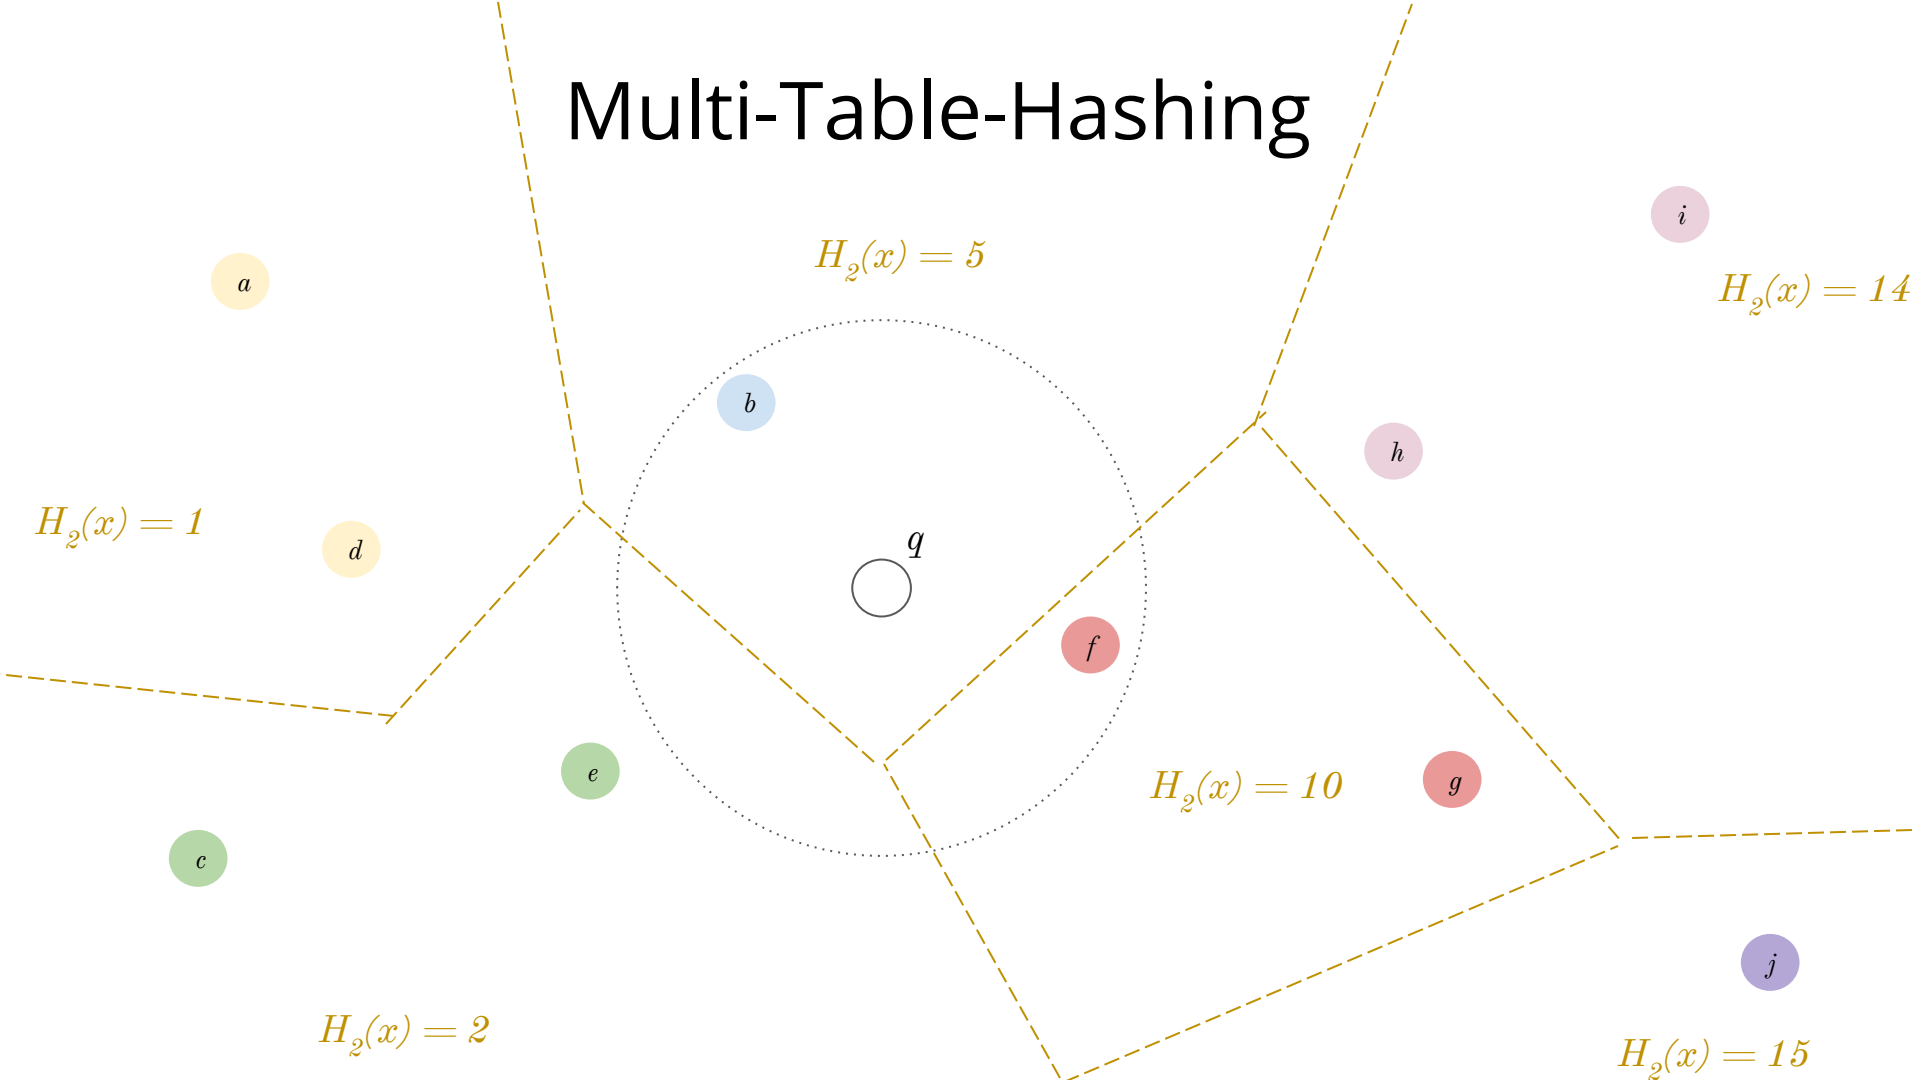 Multi-Table-Hashing
i
H₂(x) = 5
a
H₂(x) = 14
b
h
H₂(x) = 1
d
q
f
e
H₂(x) = 10
g
c
j
H₂(x) = 2
H₂(x) = 15